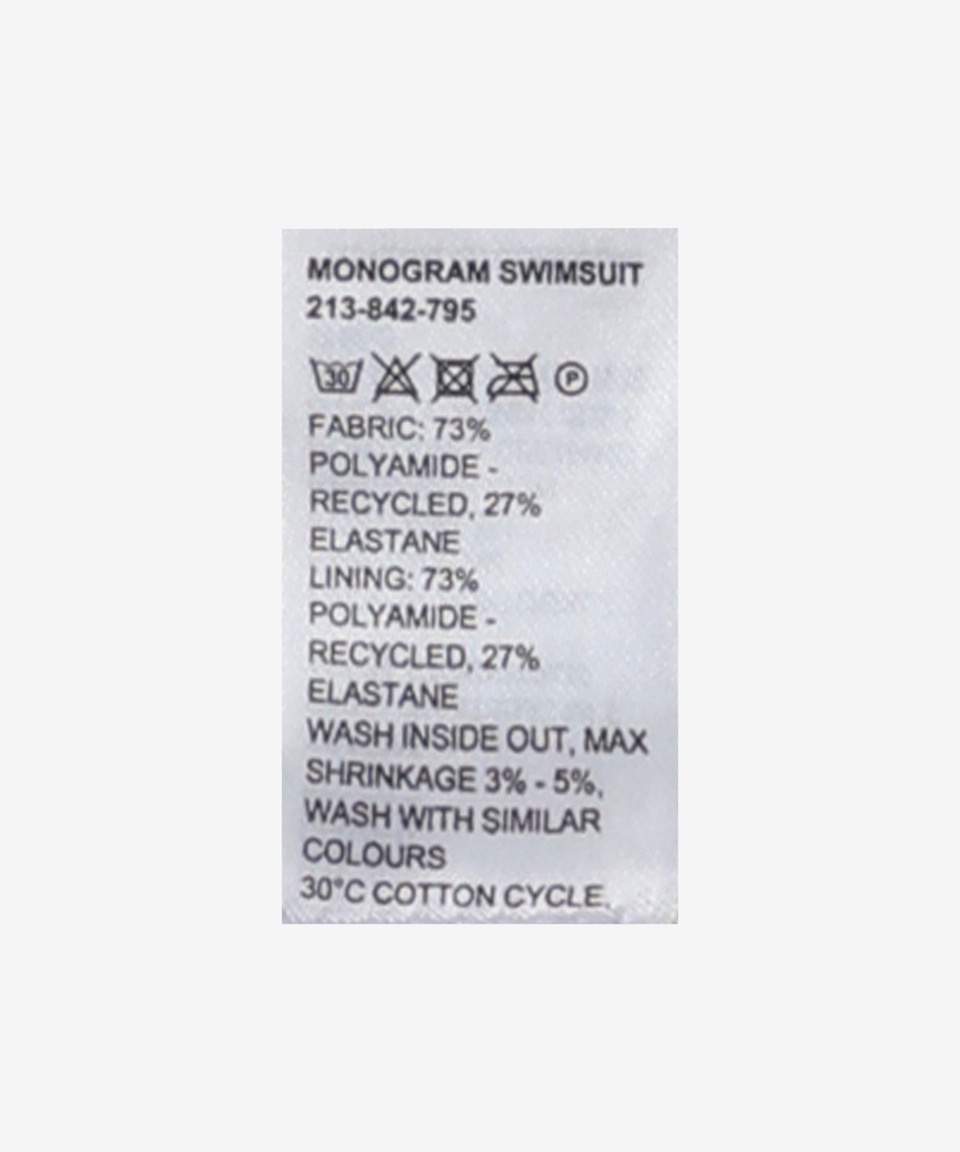 MONOGRAM SWIMSUIT
213-842-795
30 P
FABRIC: 73%
POLYAMIDE -
RECYCLED, 27%
ELASTANE
LINING: 73%
POLYAMIDE -
RECYCLED, 27%
ELASTANE
WASH INSIDE OUT, MAX
SHRINKAGE 3% - 5%,
WASH WITH SIMILAR
COLOURS
30°C COTTON CYCLE.